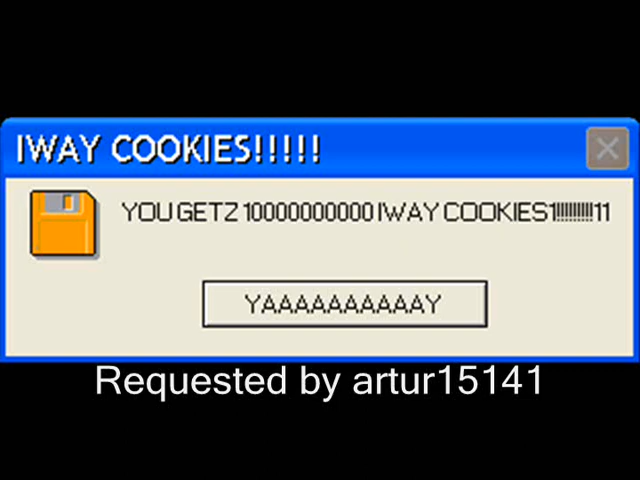 IWAY COOKIES!!!!!
YOU GETZ 10000000000 IWAY COOKIES1!!!!!!!!!11
YAAAAAAAAAAY
Requested by artur15141